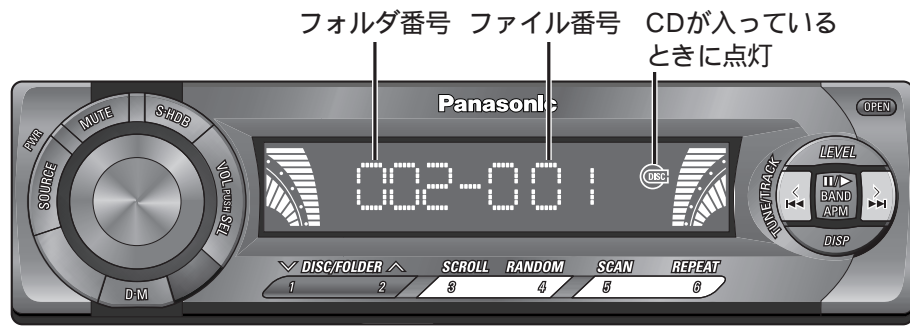 フォルダ番号 ファイル番号 CDが入っている
ときに点灯
Panasonic
OPEN
PWR
MUTE
S·HDB
SOURCE
VOL PUSH SEL
D·M
002-001
DISC
TUNE/TRACK
LEVEL
BAND
APM
DISP
DISC/FOLDER SCROLL RANDOM SCAN REPEAT
1 2 3 4 5 6